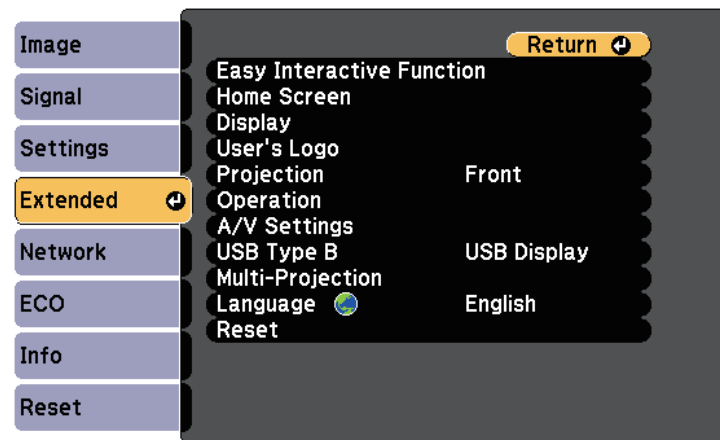 Image
Signal
Settings
Extended
Network
ECO
Info
Reset
Return
Easy Interactive Function
Home Screen
Display
User's Logo
Projection Front
Operation
A/V Settings
USB Type B USB Display
Multi-Projection
Language English
Reset